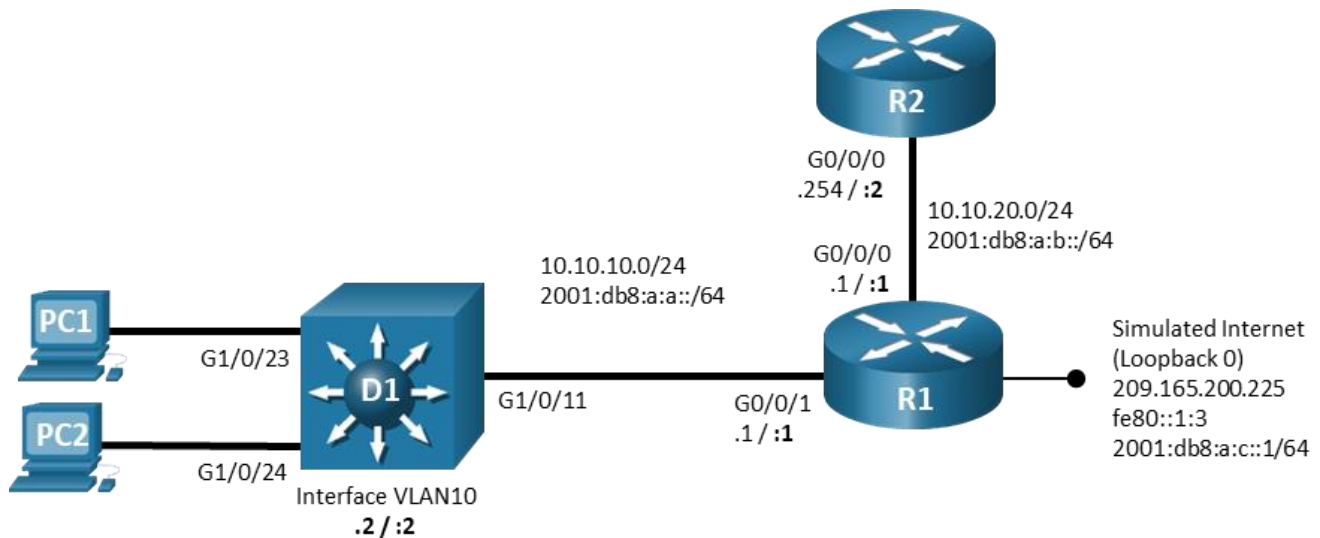 R2
G0/0/0
.254 / :2
10.10.20.0/24
2001:db8:a:b::/64
G0/0/0
.1 / :1
10.10.10.0/24
2001:db8:a:a::/64
PC1
G1/0/23
D1
G1/0/11
G0/0/1
.1 / :1
R1
Simulated Internet
(Loopback 0)
209.165.200.225
fe80::1:3
2001:db8:a:c::1/64
PC2
G1/0/24
Interface VLAN10
.2 / :2